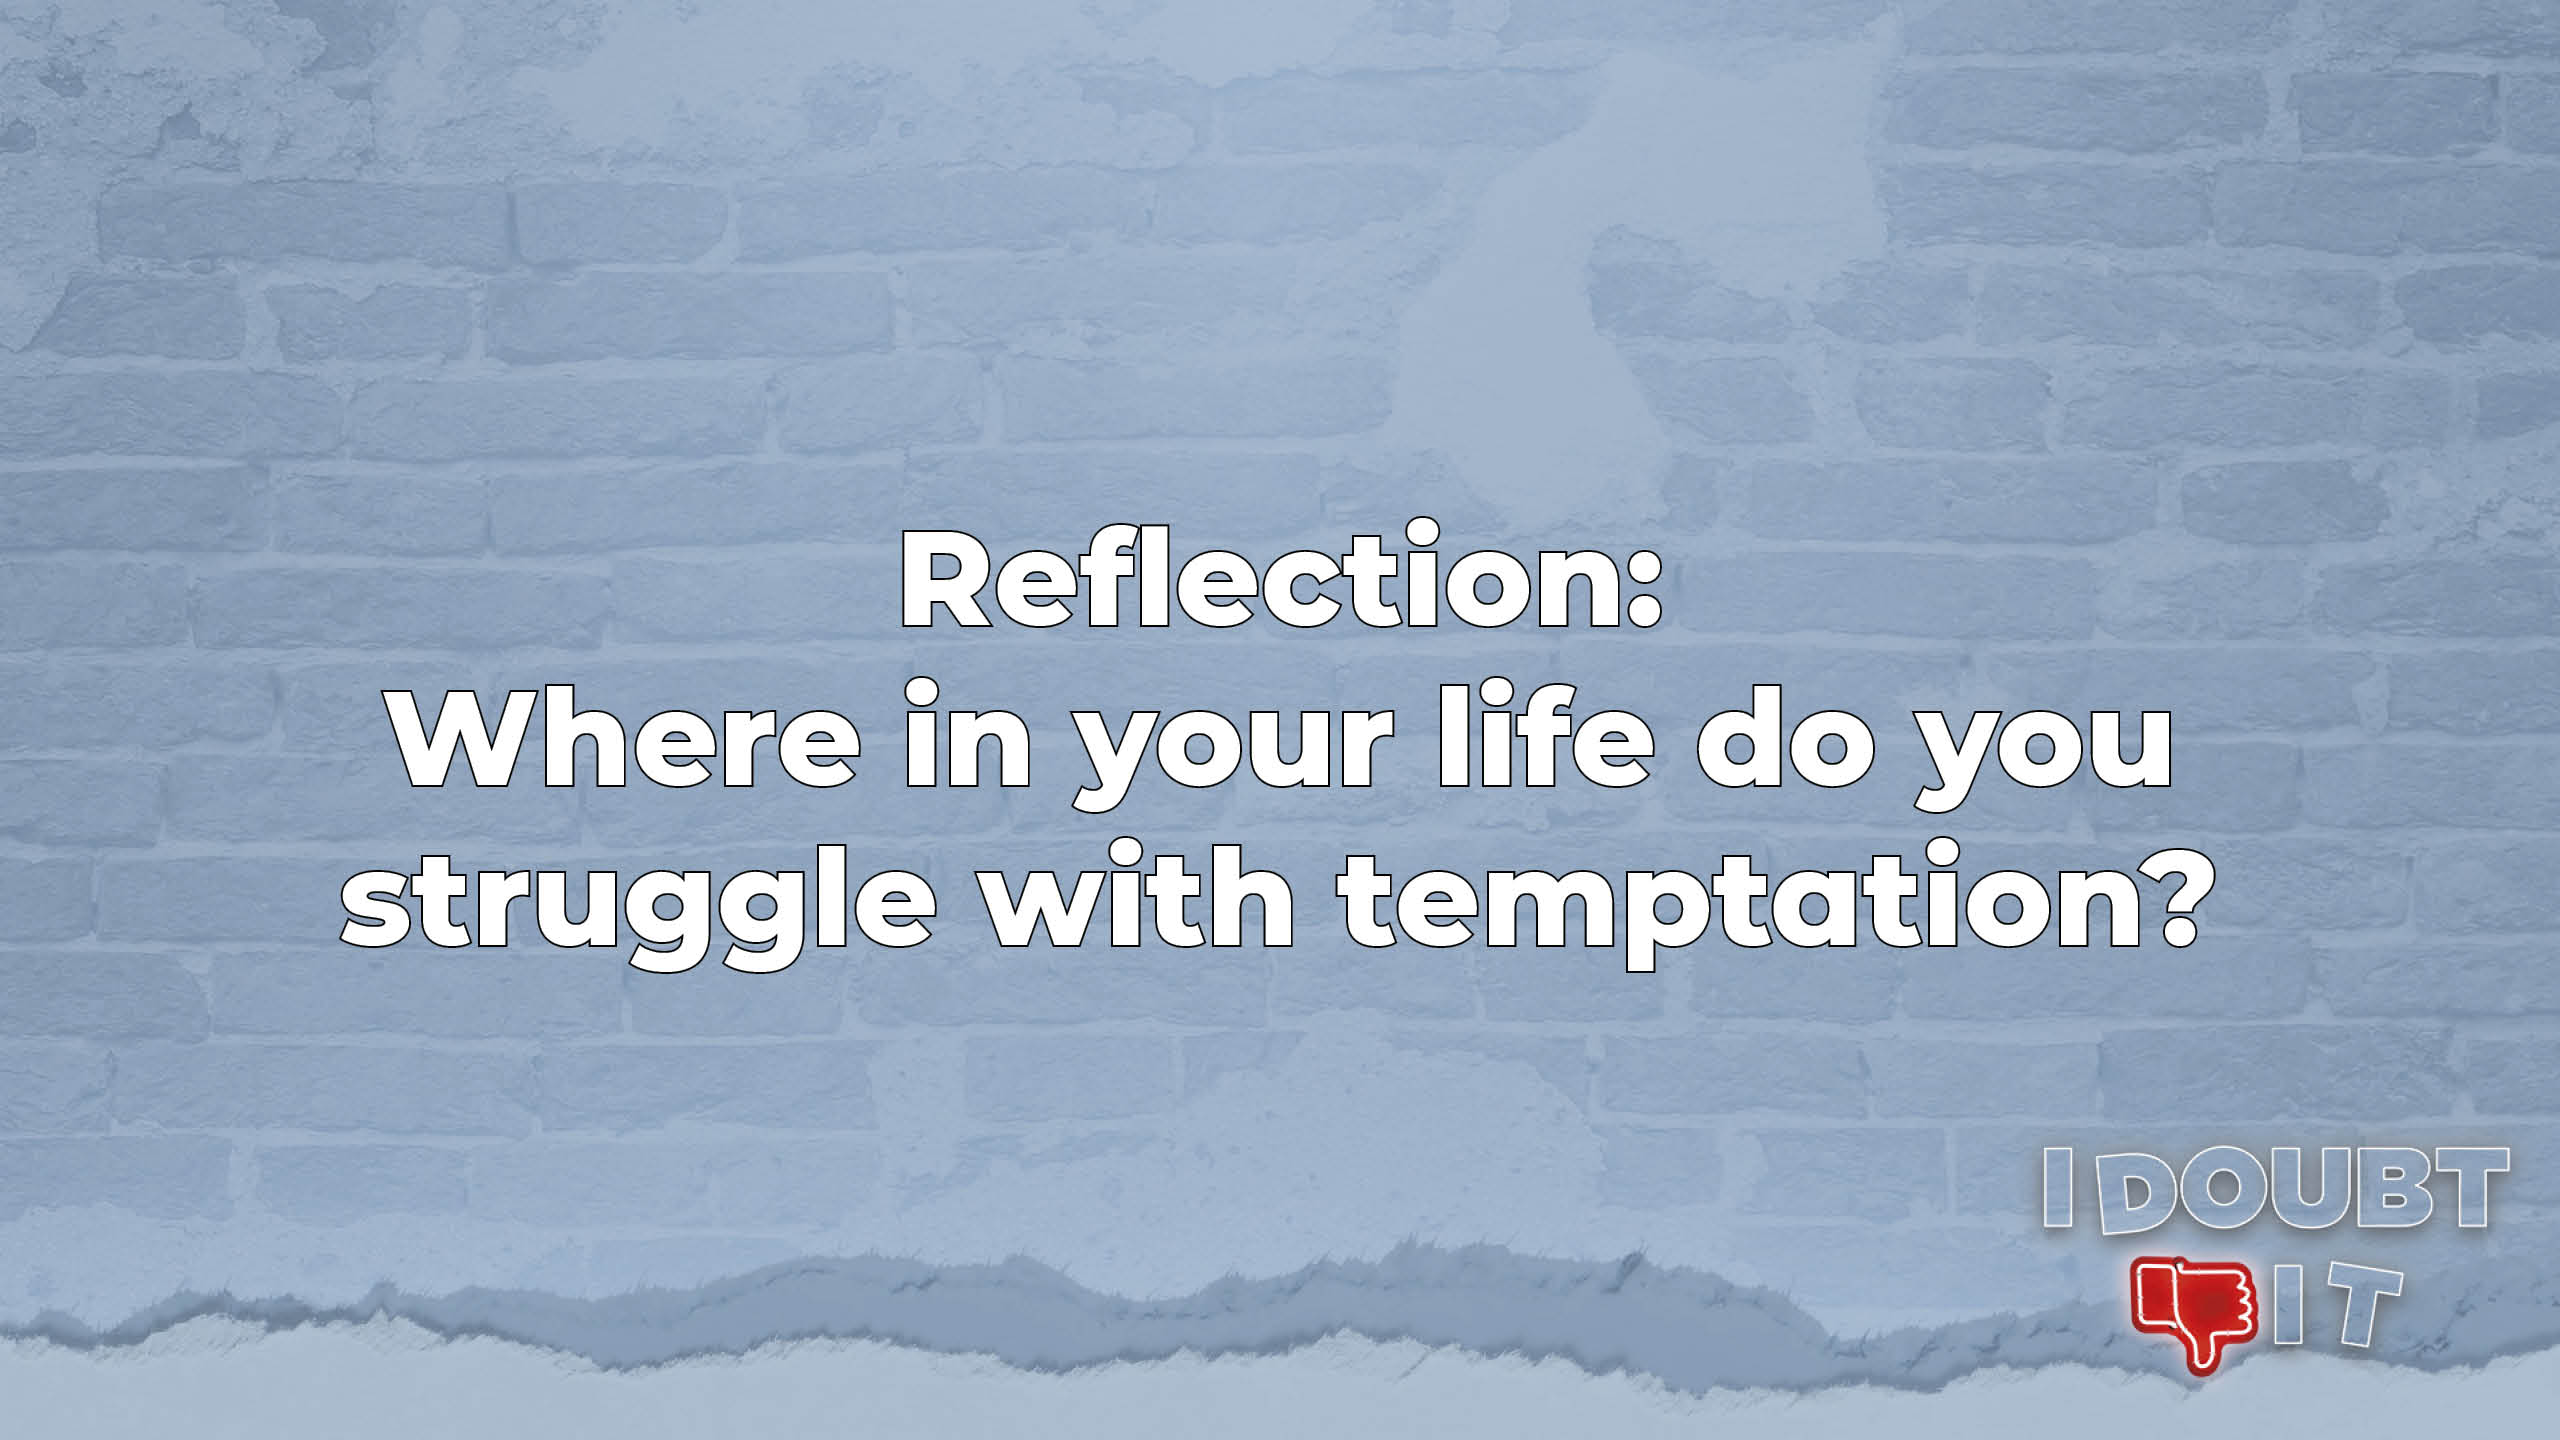 Reflection:
Where in your life do you
struggle with temptation?
I DOUBT
IT